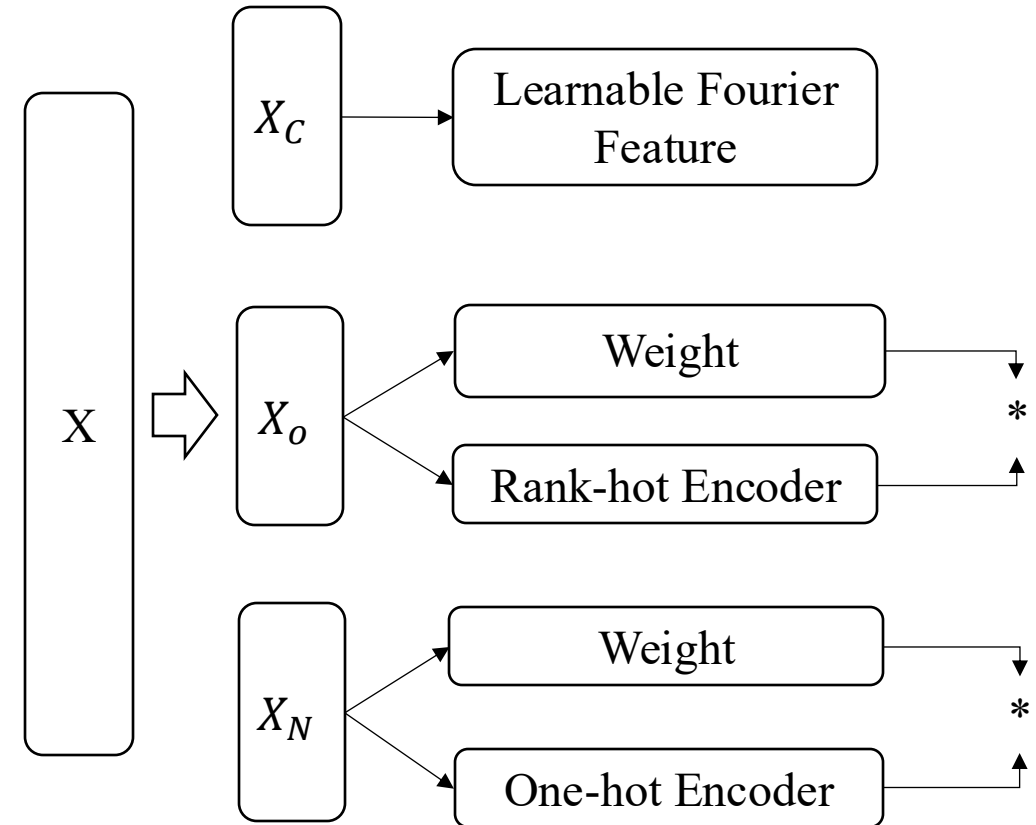 X
X_C
Learnable Fourier
Feature
X_o
Weight
Rank-hot Encoder
*
X_N
Weight
One-hot Encoder
*